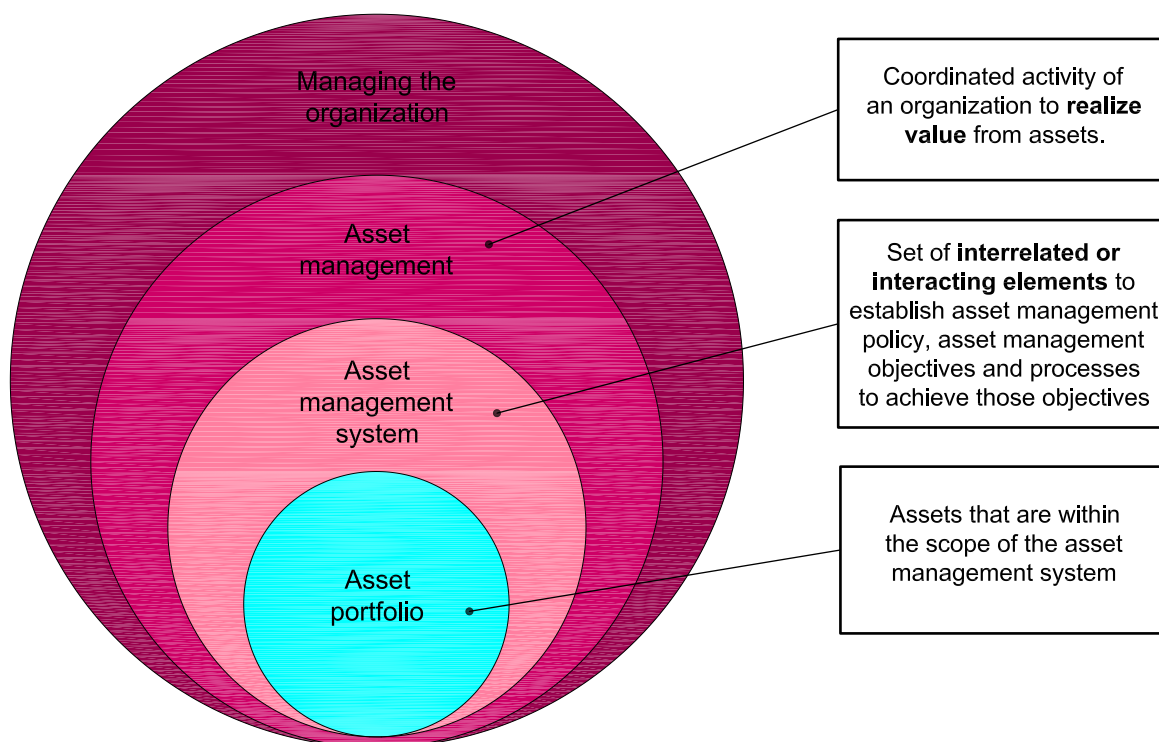 Managing the
organization
Asset
management
Asset
management
system
Asset
portfolio
Coordinated activity of
an organization to realize
value from assets.
Set of interrelated or
interacting elements to
establish asset management
policy, asset management
objectives and processes
to achieve those objectives
Assets that are within
the scope of the asset
management system